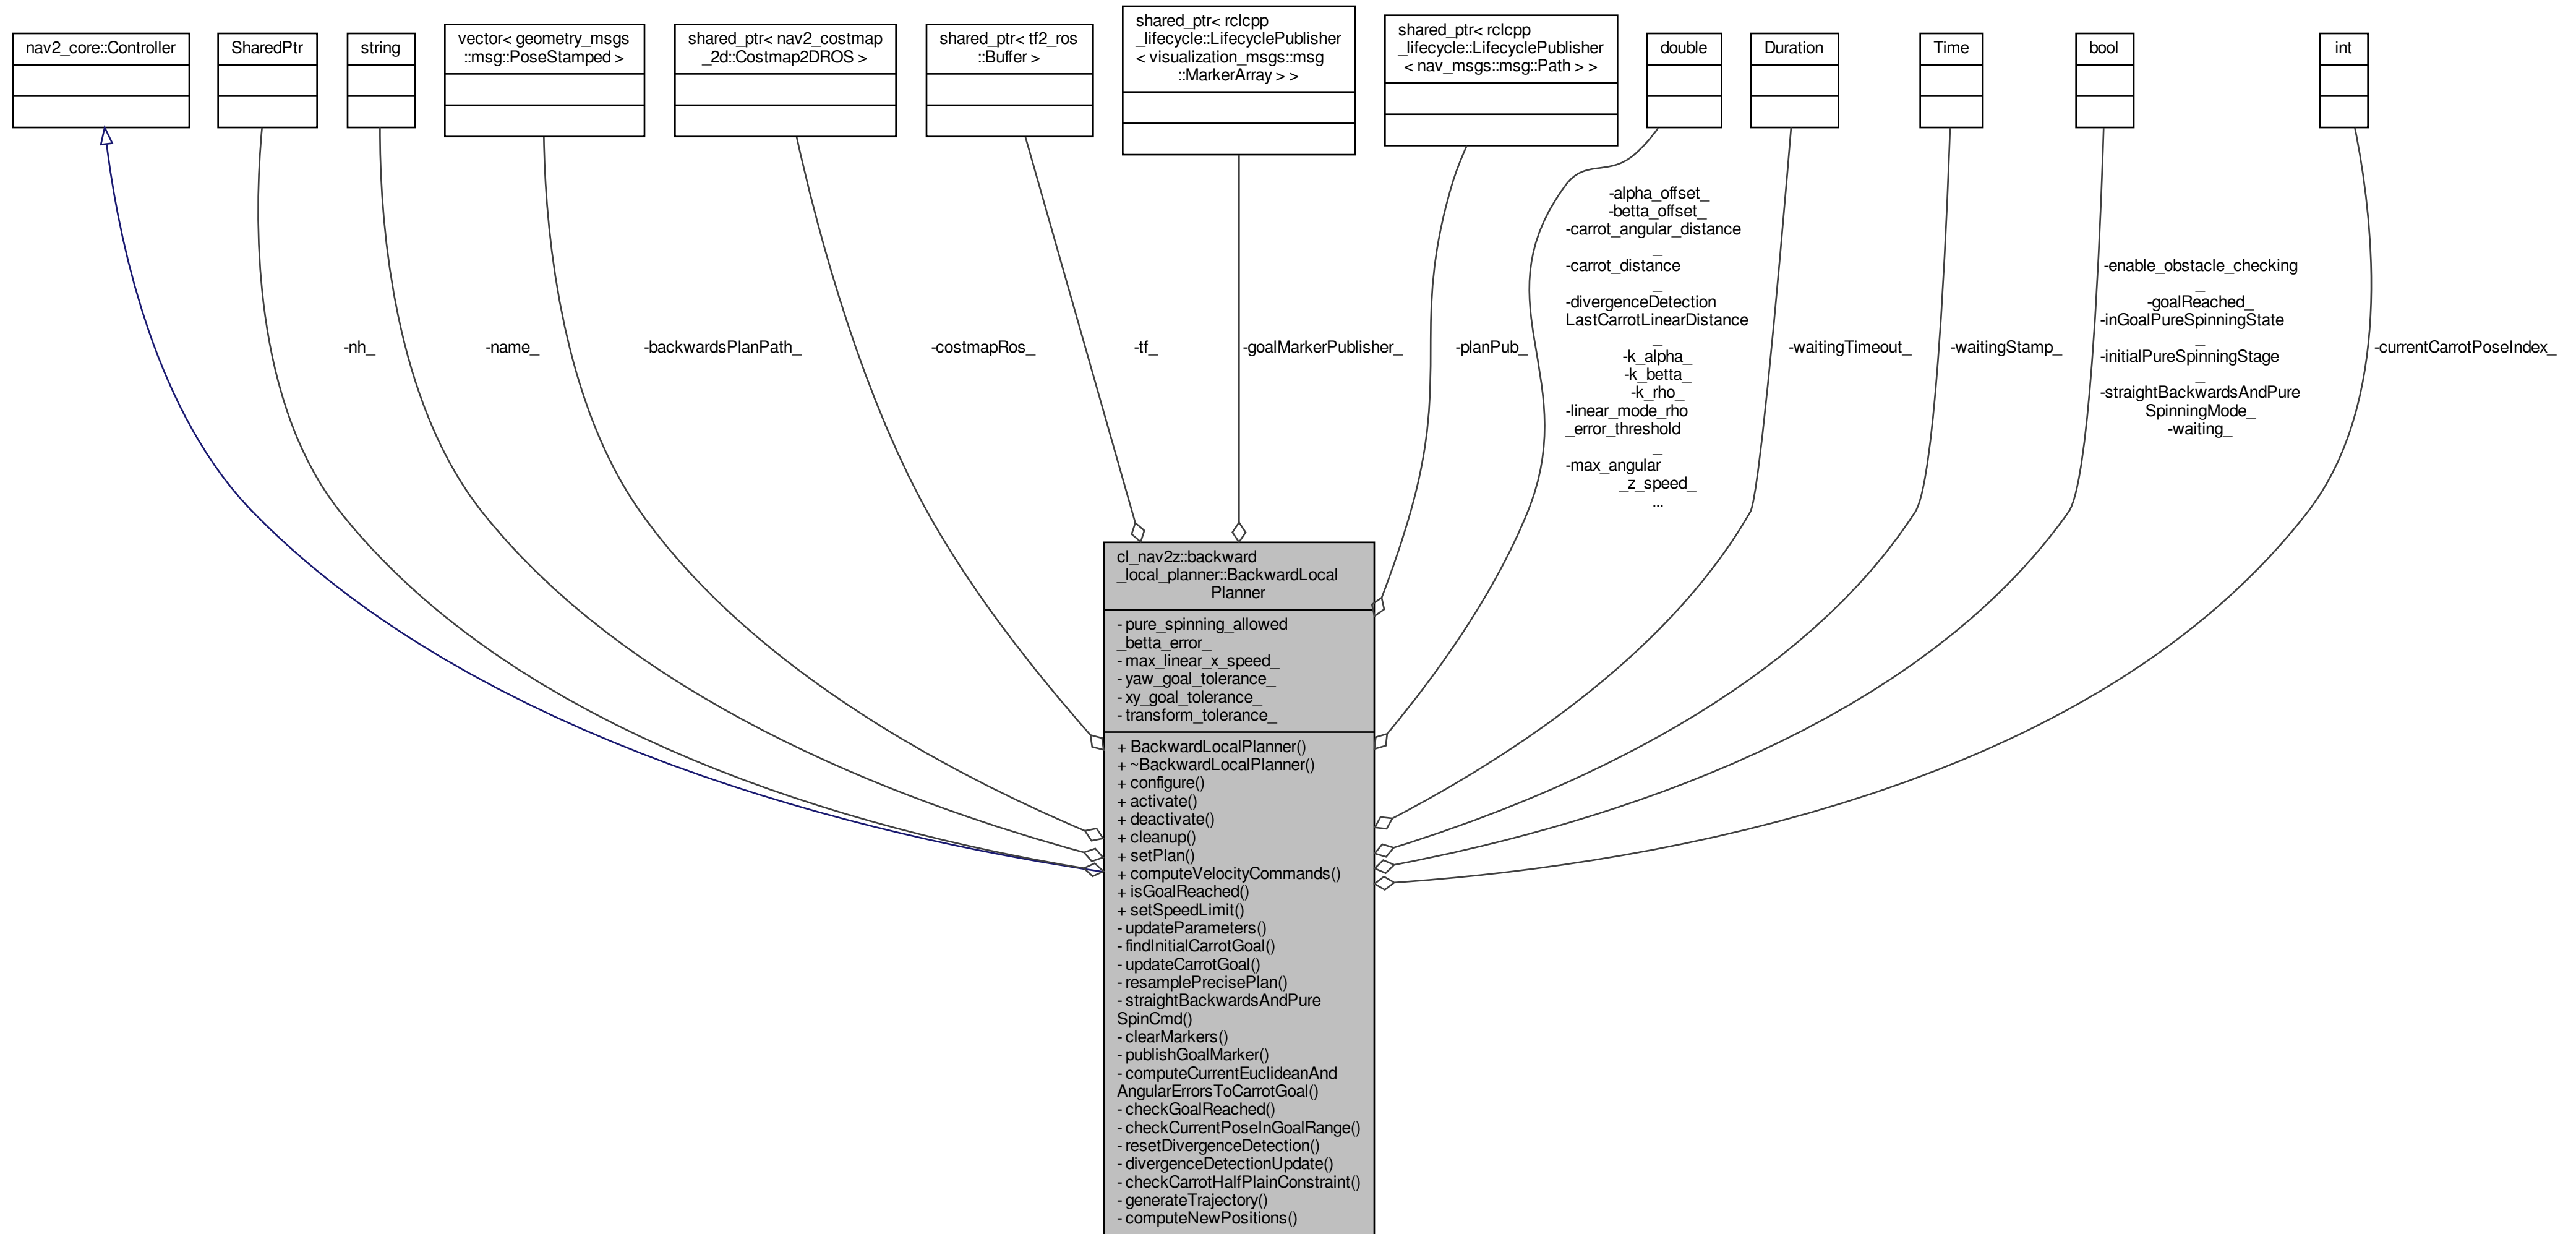 nav2_core::Controller
SharedPtr
string
vector< geometry_msgs
::msg::PoseStamped >
shared_ptr< nav2_costmap
_2d::Costmap2DROS >
shared_ptr< tf2_ros
::Buffer >
shared_ptr< rclcpp
_lifecycle::LifecyclePublisher
< visualization_msgs::msg
::MarkerArray > >
shared_ptr< rclcpp
_lifecycle::LifecyclePublisher
< nav_msgs::msg::Path > >
double
Duration
Time
bool
int
-nh_
-name_
-backwardsPlanPath_
-costmapRos_
-tf_
-goalMarkerPublisher_
-planPub_
-alpha_offset_
-betta_offset_
-carrot_angular_distance
_
-carrot_distance
_
-divergenceDetection
LastCarrotLinearDistance
_
-k_alpha_
-k_betta_
-k_rho_
-linear_mode_rho
_error_threshold
_
-max_angular
_z_speed_
...
-waitingTimeout_
-waitingStamp_
-enable_obstacle_checking
_
-goalReached_
-inGoalPureSpinningState
_
-initialPureSpinningStage
_
-straightBackwardsAndPure
SpinningMode_
-waiting_
-currentCarrotPoseIndex_
cl_nav2z::backward
_local_planner::BackwardLocal
Planner
- pure_spinning_allowed
_betta_error_
- max_linear_x_speed_
- yaw_goal_tolerance_
- xy_goal_tolerance_
- transform_tolerance_
+ BackwardLocalPlanner()
+ ~BackwardLocalPlanner()
+ configure()
+ activate()
+ deactivate()
+ cleanup()
+ setPlan()
+ computeVelocityCommands()
+ isGoalReached()
+ setSpeedLimit()
- updateParameters()
- findInitialCarrotGoal()
- updateCarrotGoal()
- resamplePrecisePlan()
- straightBackwardsAndPure
SpinCmd()
- clearMarkers()
- publishGoalMarker()
- computeCurrentEuclideanAnd
AngularErrorsToCarrotGoal()
- checkGoalReached()
- checkCurrentPoseInGoalRange()
- resetDivergenceDetection()
- divergenceDetectionUpdate()
- checkCarrotHalfPlainConstraint()
- generateTrajectory()
- computeNewPositions()